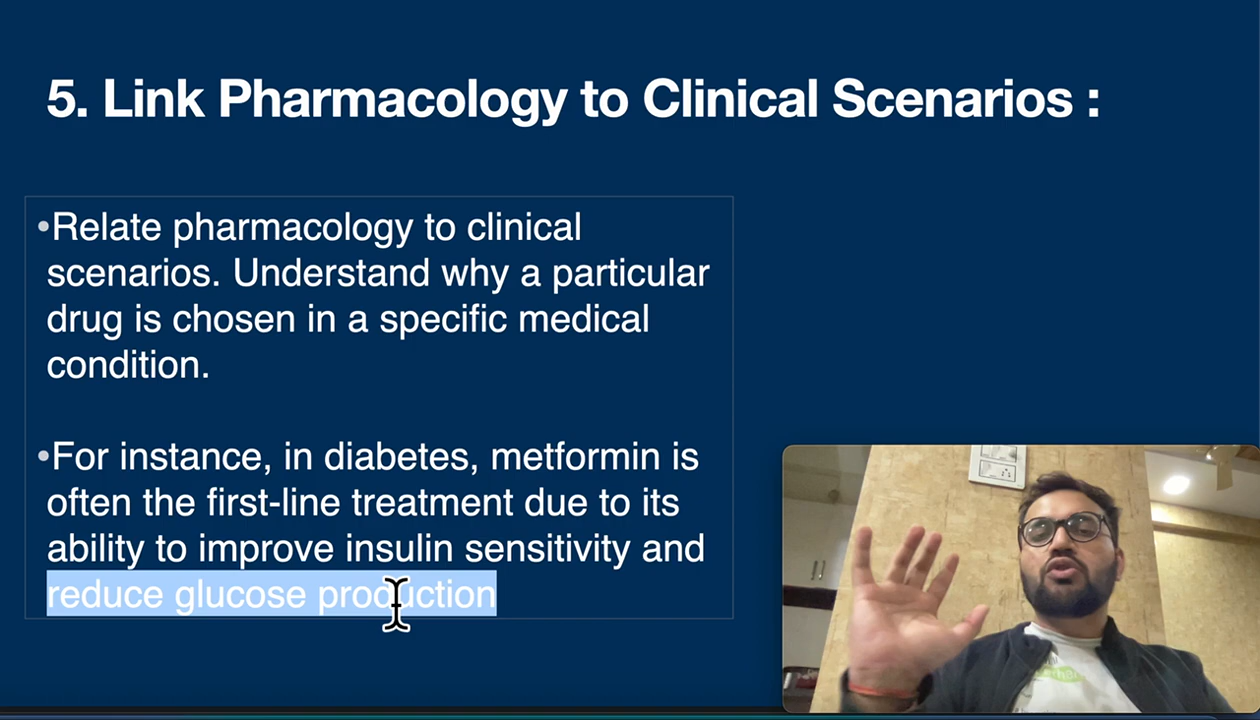 5. Link Pharmacology to Clinical Scenarios :
•Relate pharmacology to clinical
scenarios. Understand why a particular
drug is chosen in a specific medical
condition.
•For instance, in diabetes, metformin is
often the first-line treatment due to its
ability to improve insulin sensitivity and
reduce glucose production